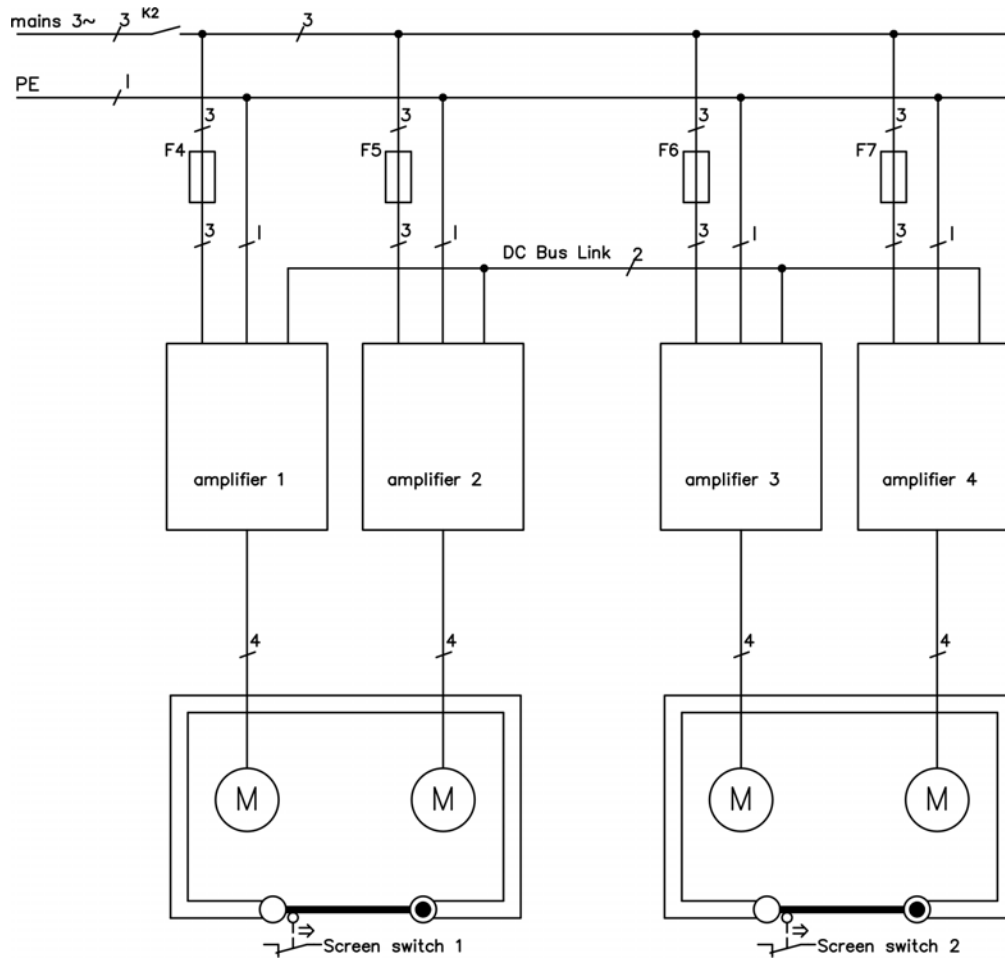 mains 3~ 3 K2 3
PE 1
3 3 3 3
F4 F5 F6 F7
3 1 3 1 3 1 3 1
DC Bus Link 2
amplifier 1 amplifier 2 amplifier 3 amplifier 4
4 4 4 4
M M M M
Screen switch 1 Screen switch 2